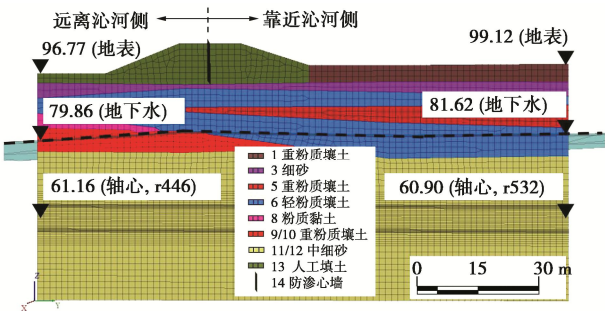 远离沁河侧 靠近沁河侧
96.77 (地表)
99.12 (地表)
X
79.86 (地下水)
81.62 (地下水)
1 重粉质壤土
3 细砂
5 重粉质壤土
6 轻粉质壤土
8 粉质黏土
9/10 重粉质壤土
11/12 中细砂
13 人工填土
14 防渗心墙
61.16 (轴心, r446)
60.90 (轴心, r532)
0 15 30 m
Z
X
Y